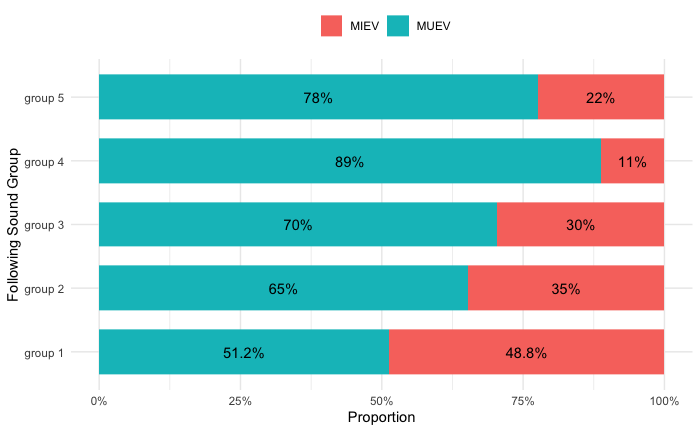 MIEV MUEV
Following Sound Group
group 5 78% 22%
group 4 89% 11%
group 3 70% 30%
group 2 65% 35%
group 1 51.2% 48.8%
0% 25% 50% 75% 100%
Proportion